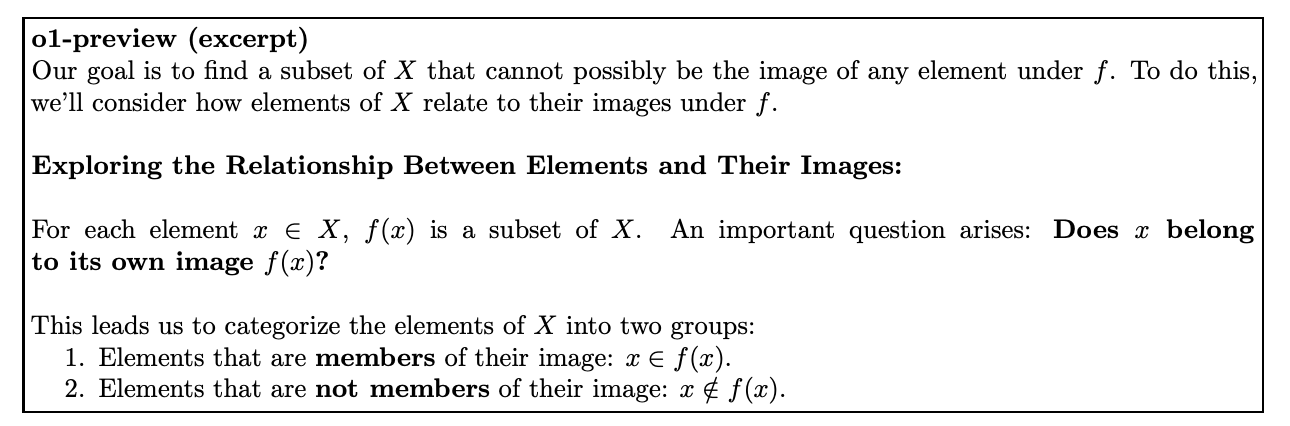 o1-preview (excerpt)
Our goal is to find a subset of X that cannot possibly be the image of any element under f. To do this,
we'll consider how elements of X relate to their images under f.
Exploring the Relationship Between Elements and Their Images:
For each element x ∈ X, f(x) is a subset of X. An important question arises: Does x belong
to its own image f(x)?
This leads us to categorize the elements of X into two groups:
1. Elements that are members of their image: x ∈ f(x).
2. Elements that are not members of their image: x ∉ f(x).